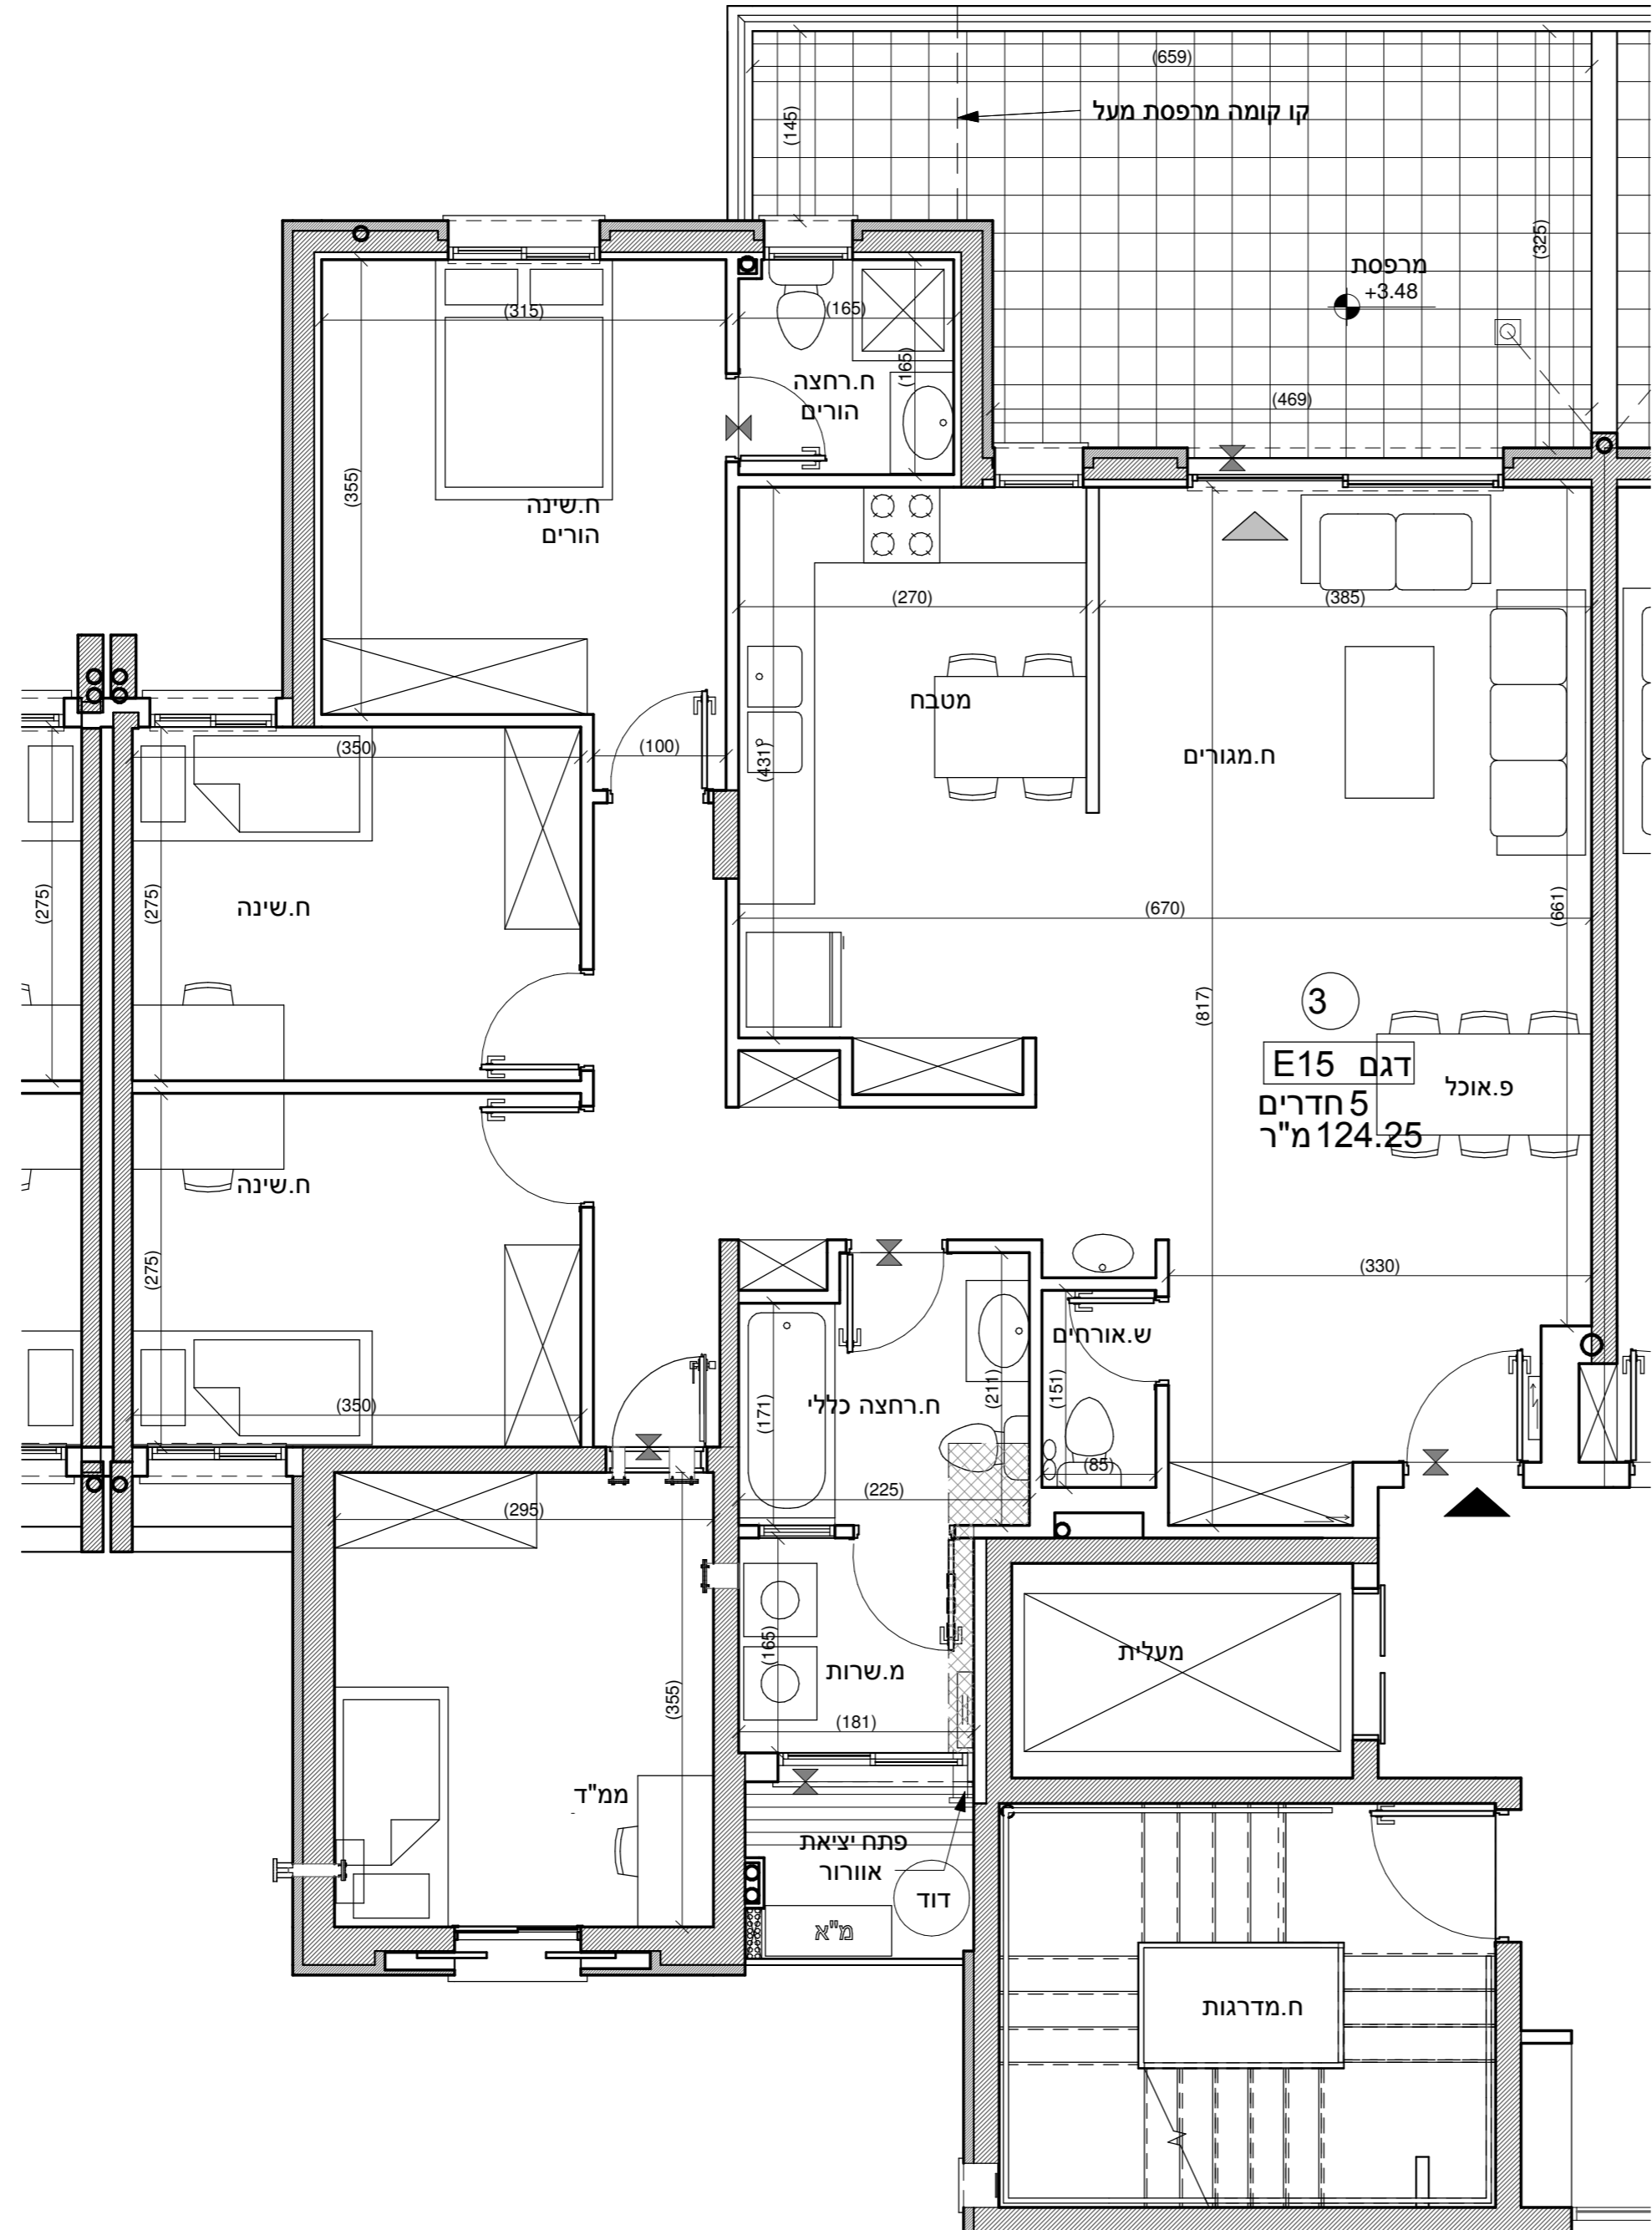 (659)
קו קומה מרפסת מעל
(145)
(325)
מרפסת
+3.48
(315)
(165)
(165)
ח.רחצה
הורים
(469)
(355)
ח.שינה
הורים
(270)
(385)
מטבח
(350)
(100)
(431)
ח.מגורים
(275)
(275)
ח.שינה
(670)
(661)
(817)
3
דגם E15
5 חדרים
124.25 מ"ר
פ.אוכל
ח.שינה
(275)
(330)
ש.אורחים
(350)
(171)
ח.רחצה כללי
(211)
(151)
(85)
(225)
(295)
(165)
מעלית
מ.שרות
(355)
(181)
ממ"ד
פתח יציאת
אוורור
דוד
מ"א
ח.מדרגות